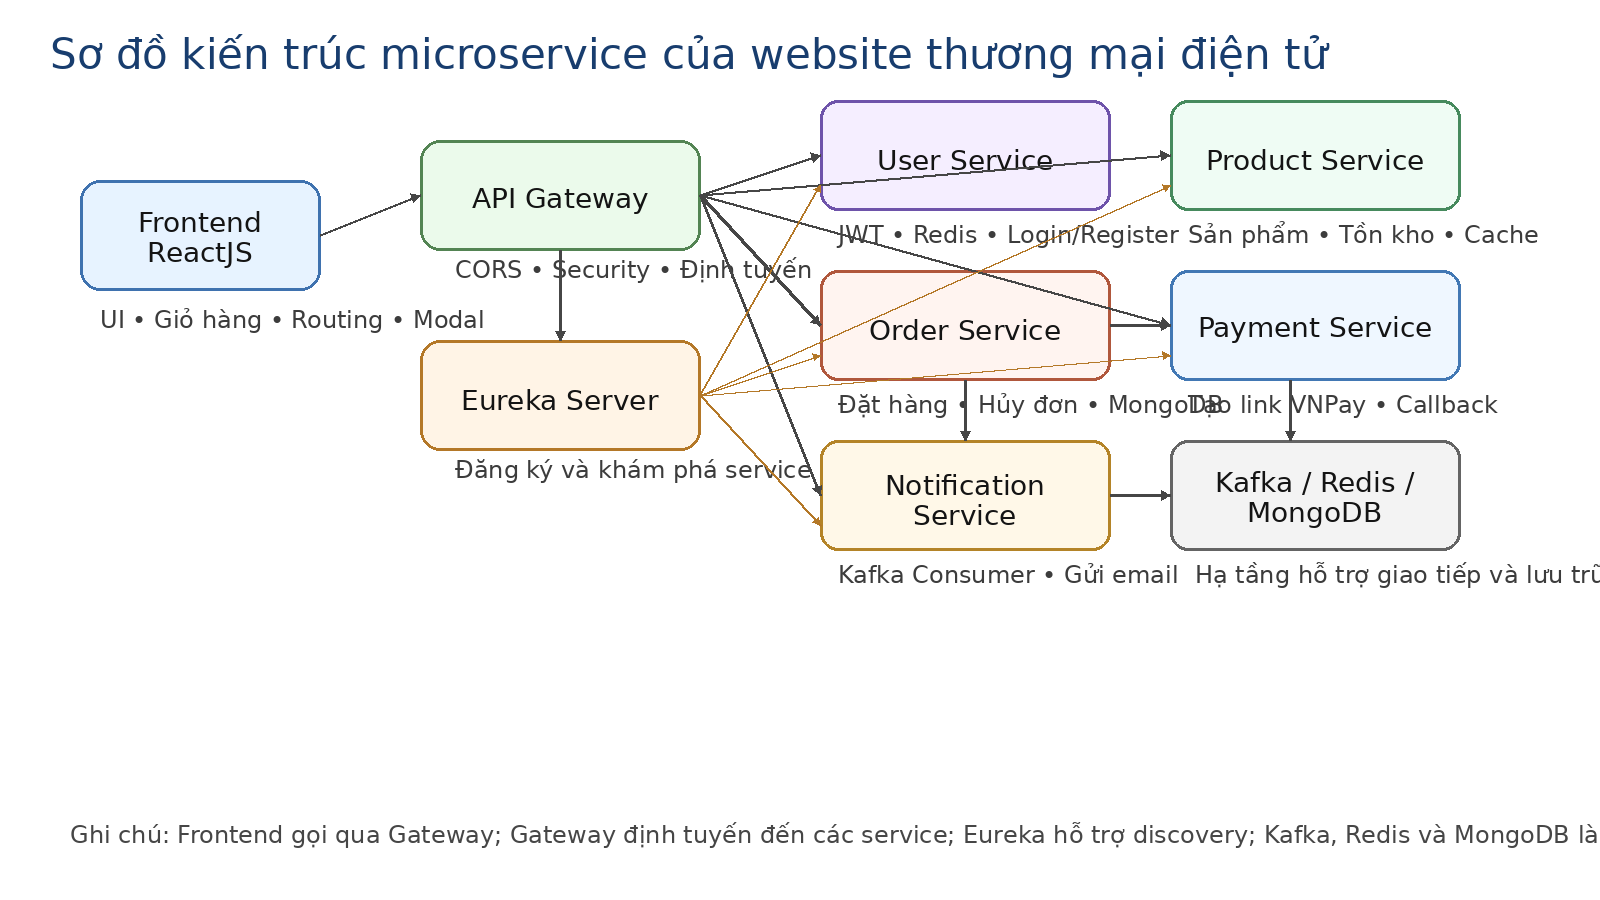 Sơ đồ kiến trúc microservice của website thương mại điện tử
Frontend
ReactJS
UI • Giỏ hàng • Routing • Modal
API Gateway
CORS • Security • Định tuyến
Eureka Server
Đăng ký và khám phá service
User Service
JWT • Redis • Login/Register
Product Service
Sản phẩm • Tồn kho • Cache
Order Service
Đặt hàng • Hủy đơn • MongoDB
Payment Service
Tạo link VNPay • Callback
Notification
Service
Kafka Consumer • Gửi email
Kafka / Redis /
MongoDB
Hạ tầng hỗ trợ giao tiếp và lưu trữ
Ghi chú: Frontend gọi qua Gateway; Gateway định tuyến đến các service; Eureka hỗ trợ discovery; Kafka, Redis và MongoDB là